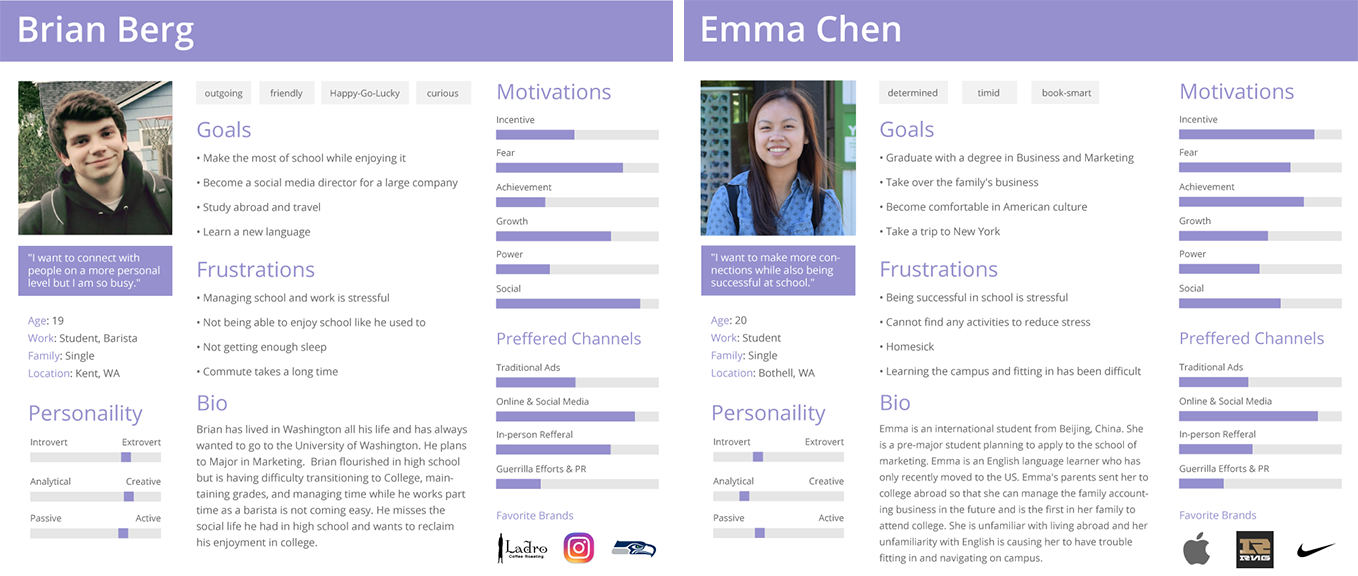 Brian Berg
outgoing
friendly
Happy-Go-Lucky
curious
Goals
• Make the most of school while enjoying it
• Become a social media director for a large company
• Study abroad and travel
• Learn a new language
"I want to connect with
people on a more personal
level but I am so busy."
Frustrations
• Managing school and work is stressful
• Not being able to enjoy school like he used to
• Not getting enough sleep
• Commute takes a long time
Age: 19
Work: Student, Barista
Family: Single
Location: Kent, WA
Personaility
Introvert Extrovert
Analytical Creative
Passive Active
Bio
Brian has lived in Washington all his life and has always
wanted to go to the University of Washington. He plans
to Major in Marketing. Brian flourished in high school
but is having difficulty transitioning to College, main-
taining grades, and managing time while he works part
time as a barista is not coming easy. He misses the
social life he had in high school and wants to reclaim
his enjoyment in college.
Motivations
Incentive
Fear
Achievement
Growth
Power
Social
Preffered Channels
Traditional Ads
Online & Social Media
In-person Refferal
Guerrilla Efforts & PR
Favorite Brands
Ladro
Coffee Roasting
Emma Chen
determined
timid
book-smart
Goals
• Graduate with a degree in Business and Marketing
• Take over the family's business
• Become comfortable in American culture
• Take a trip to New York
"I want to make more con-
nections while also being
successful at school."
Frustrations
• Being successful in school is stressful
• Cannot find any activities to reduce stress
• Homesick
• Learning the campus and fitting in has been difficult
Age: 20
Work: Student
Family: Single
Location: Bothell, WA
Personaility
Introvert Extrovert
Analytical Creative
Passive Active
Bio
Emma is an international student from Beijing, China. She
is a pre-major student planning to apply to the school of
marketing. Emma is an English language learner who has
only recently moved to the US. Emma's parents sent her to
college abroad so that she can manage the family account-
ing business in the future and is the first in her family to
attend college. She is unfamiliar with living abroad and her
unfamiliarity with English is causing her to have trouble
fitting in and navigating on campus.
Motivations
Incentive
Fear
Achievement
Growth
Power
Social
Preffered Channels
Traditional Ads
Online & Social Media
In-person Refferal
Guerrilla Efforts & PR
Favorite Brands
RNG